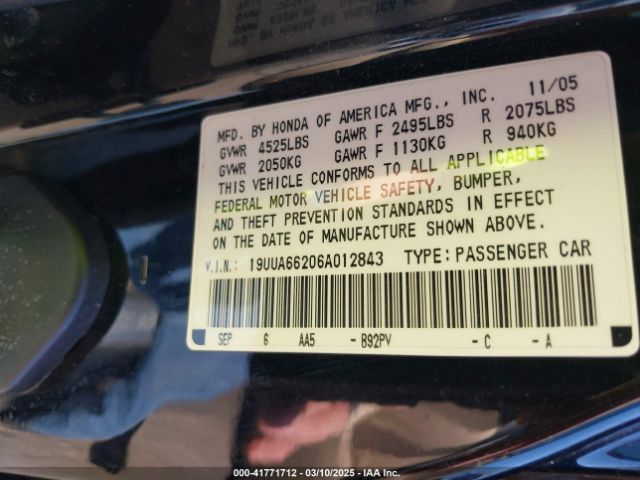 MFD. BY HONDA OF AMERICA MFG., INC. 11/05
GVWR 4525LBS GAWR F 2495LBS R 2075LBS
GVWR 2050KG GAWR F 1130KG R 940KG
THIS VEHICLE CONFORMS TO ALL APPLICABLE
FEDERAL MOTOR VEHICLE SAFETY, BUMPER,
AND THEFT PREVENTION STANDARDS IN EFFECT
ON THE DATE OF MANUFACTURE SHOWN ABOVE.
V.I.N.: 19UUA66206A012843 TYPE: PASSENGER CAR
SEP 6 AA5 - B92PV - C - A
000-41771712 — 03/10/2025 — IAA Inc.